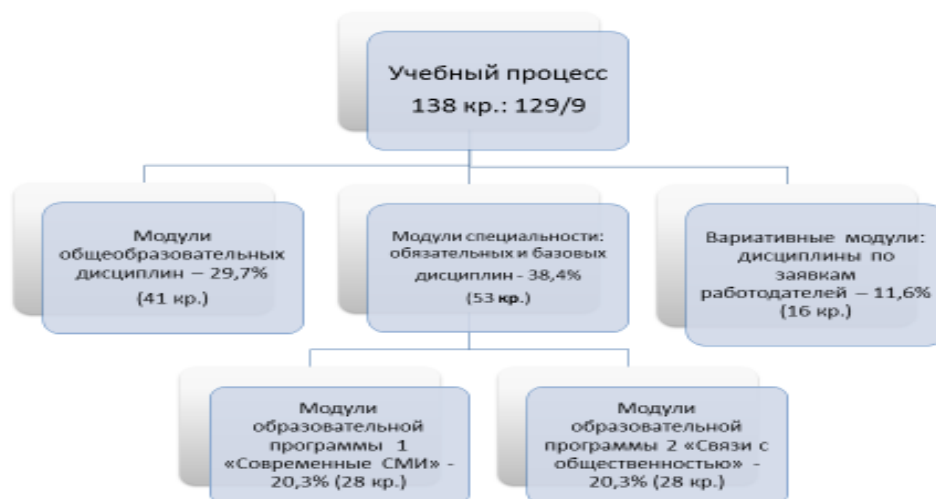 Учебный процесс
138 кр.: 129/9
Модули
общеобразовательных
дисциплин – 29,7%
(41 кр.)
Модули специальности:
обязательных и базовых
дисциплин - 38,4%
(53 кр.)
Вариативные модули:
дисциплины по
заявкам
работодателей – 11,6%
(16 кр.)
Модули
образовательной
программы 1
«Современные СМИ» -
20,3% (28 кр.)
Модули
образовательной
программы 2 «Связи с
общественностью» -
20,3% (28 кр.)